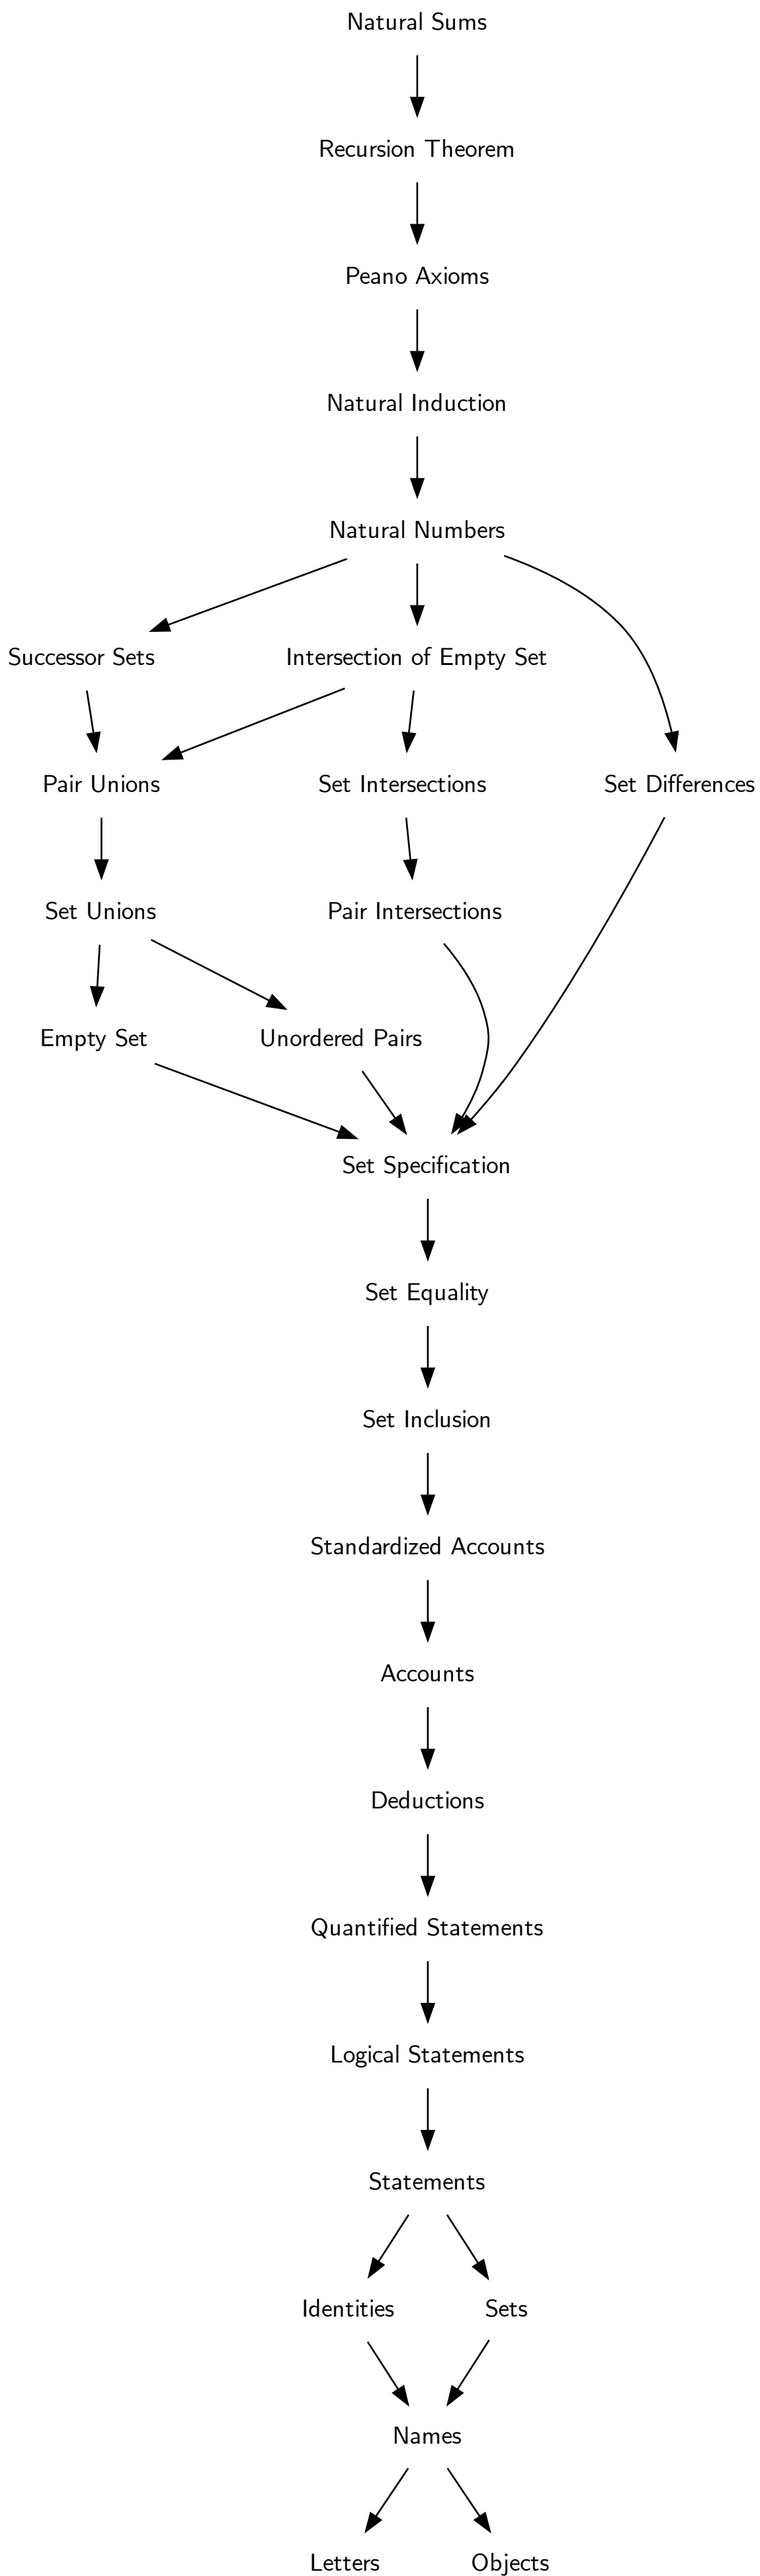 Natural Sums
Recursion Theorem
Peano Axioms
Natural Induction
Natural Numbers
Successor Sets
Intersection of Empty Set
Pair Unions
Set Intersections
Set Differences
Set Unions
Pair Intersections
Empty Set
Unordered Pairs
Set Specification
Set Equality
Set Inclusion
Standardized Accounts
Accounts
Deductions
Quantified Statements
Logical Statements
Statements
Identities
Sets
Names
Letters
Objects